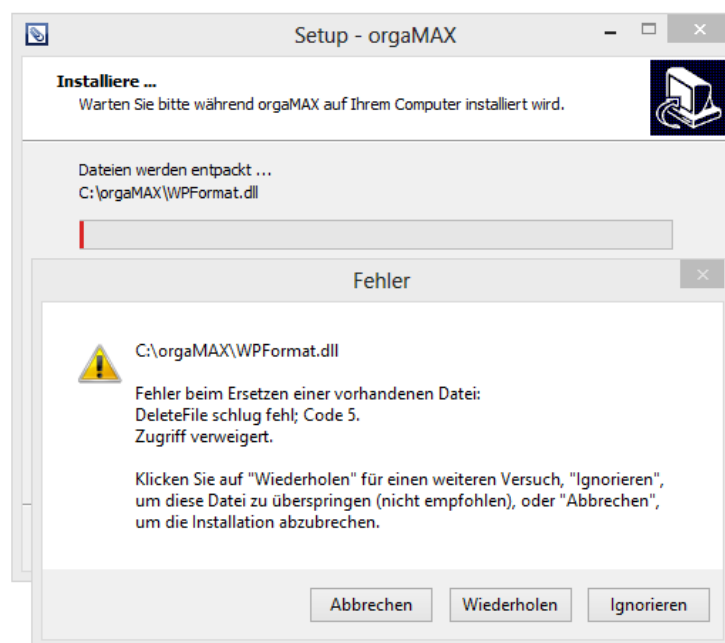 Setup - orgaMAX
Installiere ...
Warten Sie bitte während orgaMAX auf Ihrem Computer installiert wird.
Dateien werden entpackt ...
C:\orgaMAX\WPFormat.dll
Fehler
C:\orgaMAX\WPFormat.dll
Fehler beim Ersetzen einer vorhandenen Datei:
DeleteFile schlug fehl; Code 5.
Zugriff verweigert.
Klicken Sie auf "Wiederholen" für einen weiteren Versuch, "Ignorieren",
um diese Datei zu überspringen (nicht empfohlen), oder "Abbrechen",
um die Installation abzubrechen.
Abbrechen Wiederholen Ignorieren